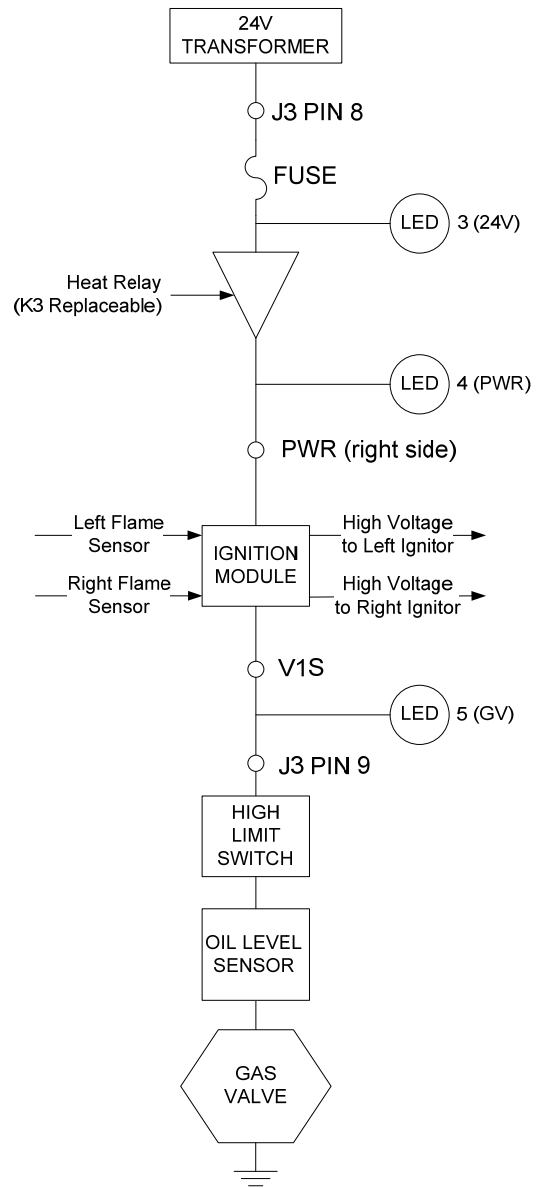 24V
TRANSFORMER
J3 PIN 8
FUSE
LED
3 (24V)
Heat Relay
(K3 Replaceable)
LED
4 (PWR)
PWR (right side)
Left Flame
Sensor
IGNITION
MODULE
High Voltage
to Left Ignitor
Right Flame
Sensor
High Voltage
to Right Ignitor
V1S
LED
5 (GV)
J3 PIN 9
HIGH
LIMIT
SWITCH
OIL LEVEL
SENSOR
GAS
VALVE